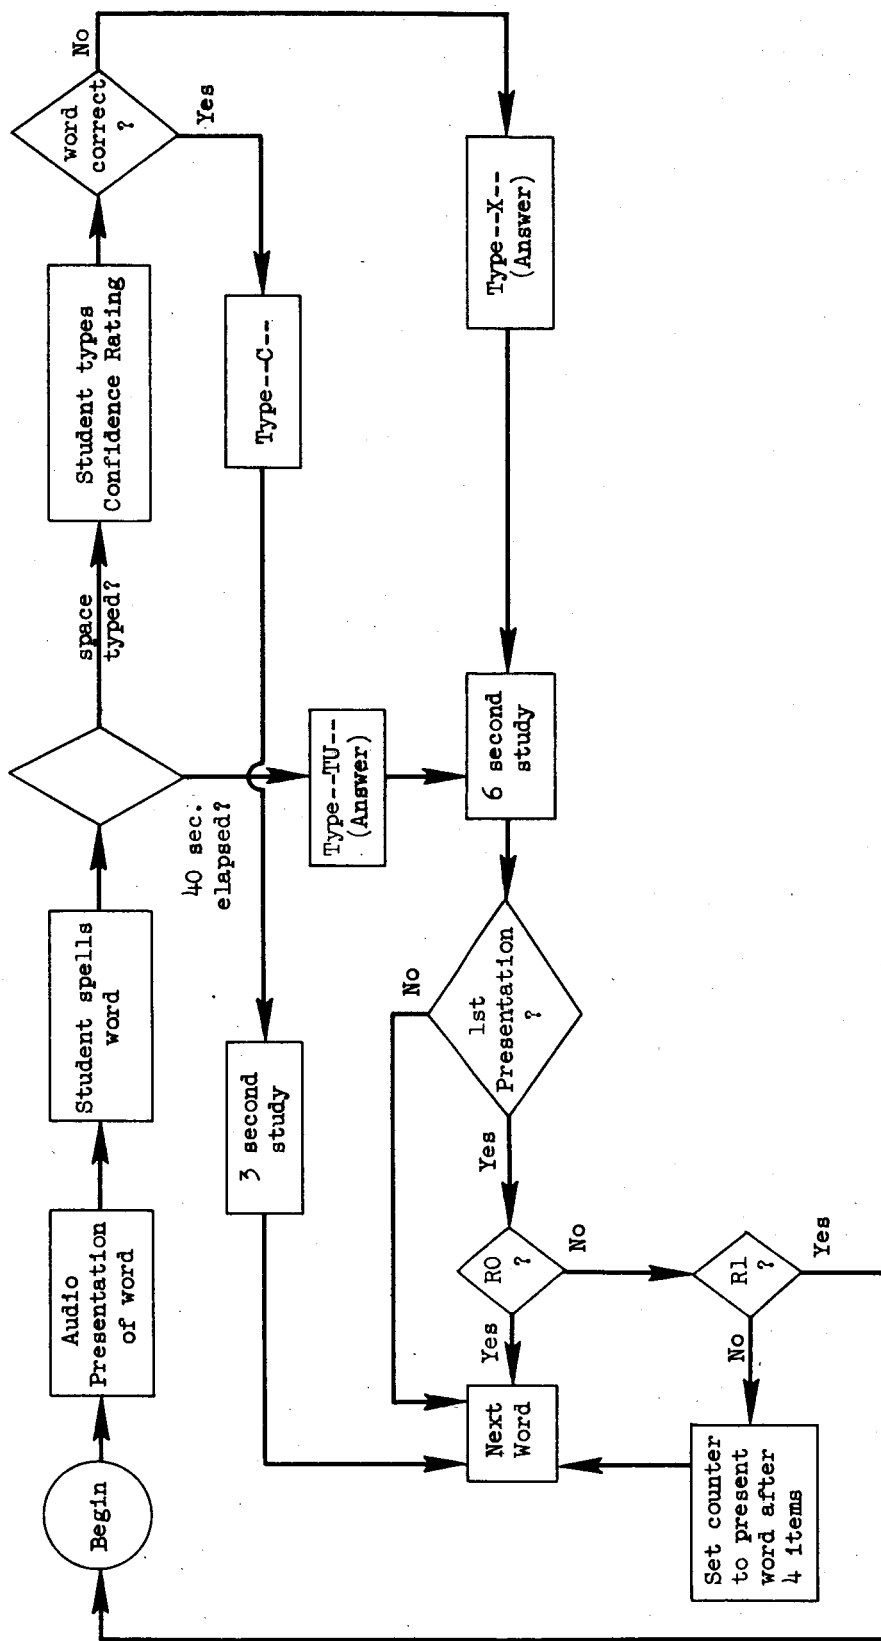 Begin
Audio
Presentation
of word
Student spells
word
space
typed?
40 sec.
elapsed?
Student types
Confidence Rating
word
correct
?
No
Yes
3 second
study
Type--TU--
(Answer)
Type--C--
Next
Word
Yes
R0
?
Yes
No
1st
Presentation
?
No
6 second
study
Type--X--
(Answer)
Set counter
to present
word after
4 items
No
R1
?
Yes